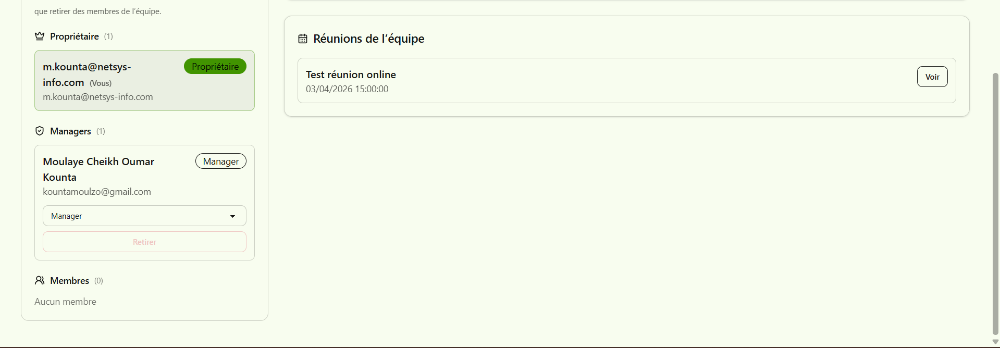 que retirer des membres de l’équipe.
Propriétaire (1)
m.kounta@netsys-
info.com (Vous)
Propriétaire
m.kounta@netsys-info.com
Managers (1)
Moulaye Cheikh Oumar
Kounta
Manager
kountamoulzo@gmail.com
Manager
Retirer
Membres (0)
Aucun membre
Réunions de l’équipe
Test réunion online
03/04/2026 15:00:00
Voir